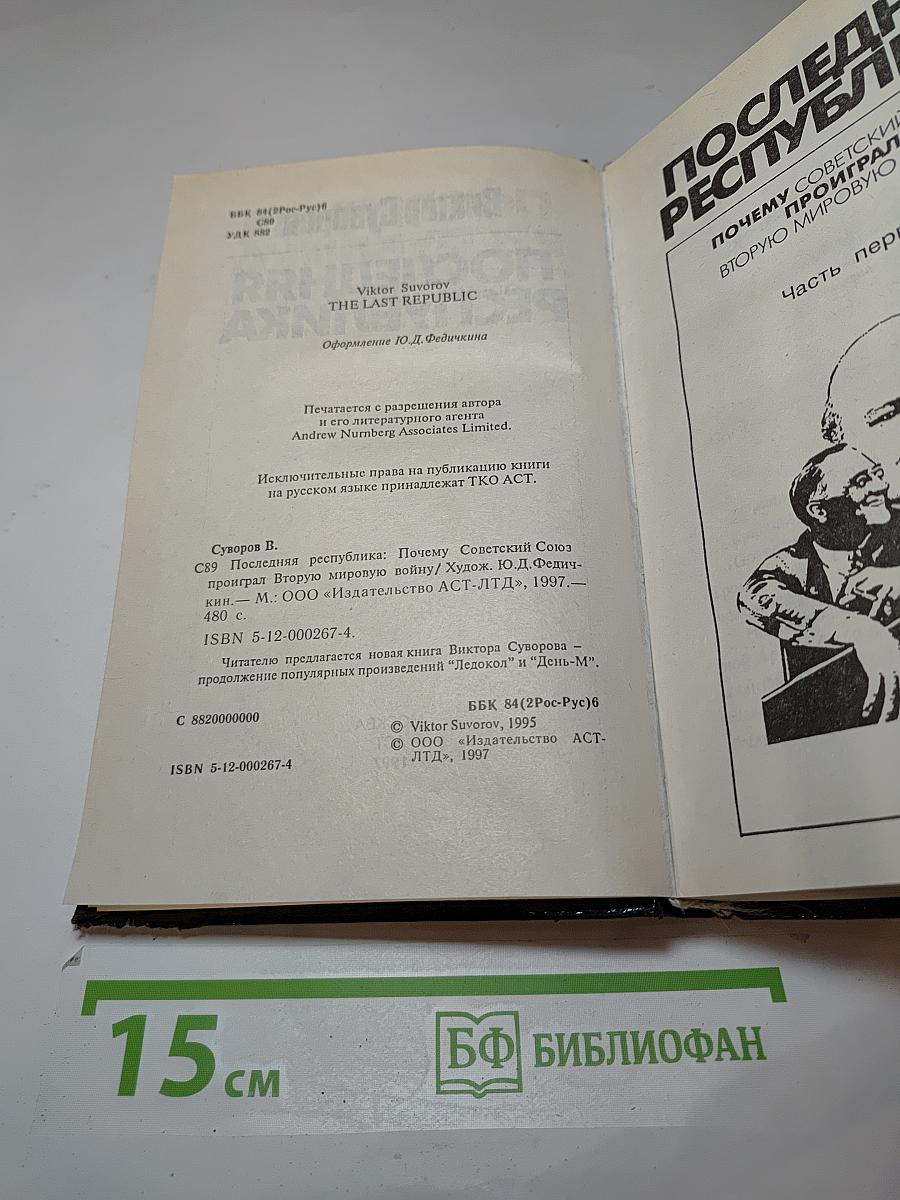 ББК 84(2Рос-Рус)6
С89
УДК 882
Viktor Suvorov
THE LAST REPUBLIC
Оформление Ю.Д.Федичкина
Печатается с разрешения автора
и его литературного агента
Andrew Nurnberg Associates Limited.
Исключительные права на публикацию книги
на русском языке принадлежат ТКО АСТ.
Суворов В.
С89 Последняя республика: Почему Советский Союз
проиграл Вторую мировую войну/ Худож. Ю.Д.Федич-
кин.— М.: ООО «Издательство АСТ-ЛТД», 1997.—
480 с.
ISBN 5-12-000267-4.
Читателю предлагается новая книга Виктора Суворова –
продолжение популярных произведений "Ледокол" и "День-М".
ББК 84(2Рос-Рус)6
С 8820000000
© Viktor Suvorov, 1995
© ООО «Издательство АСТ-
ЛТД», 1997
ISBN 5-12-000267-4
ПОСЛЕДН
РЕСПУБЛИ
ПОЧЕМУ СОВЕТСКИЙ
ПРОИГРАЛ
ВТОРУЮ МИРОВУЮ
Часть перв
15 см
БФ БИБЛИОФАН